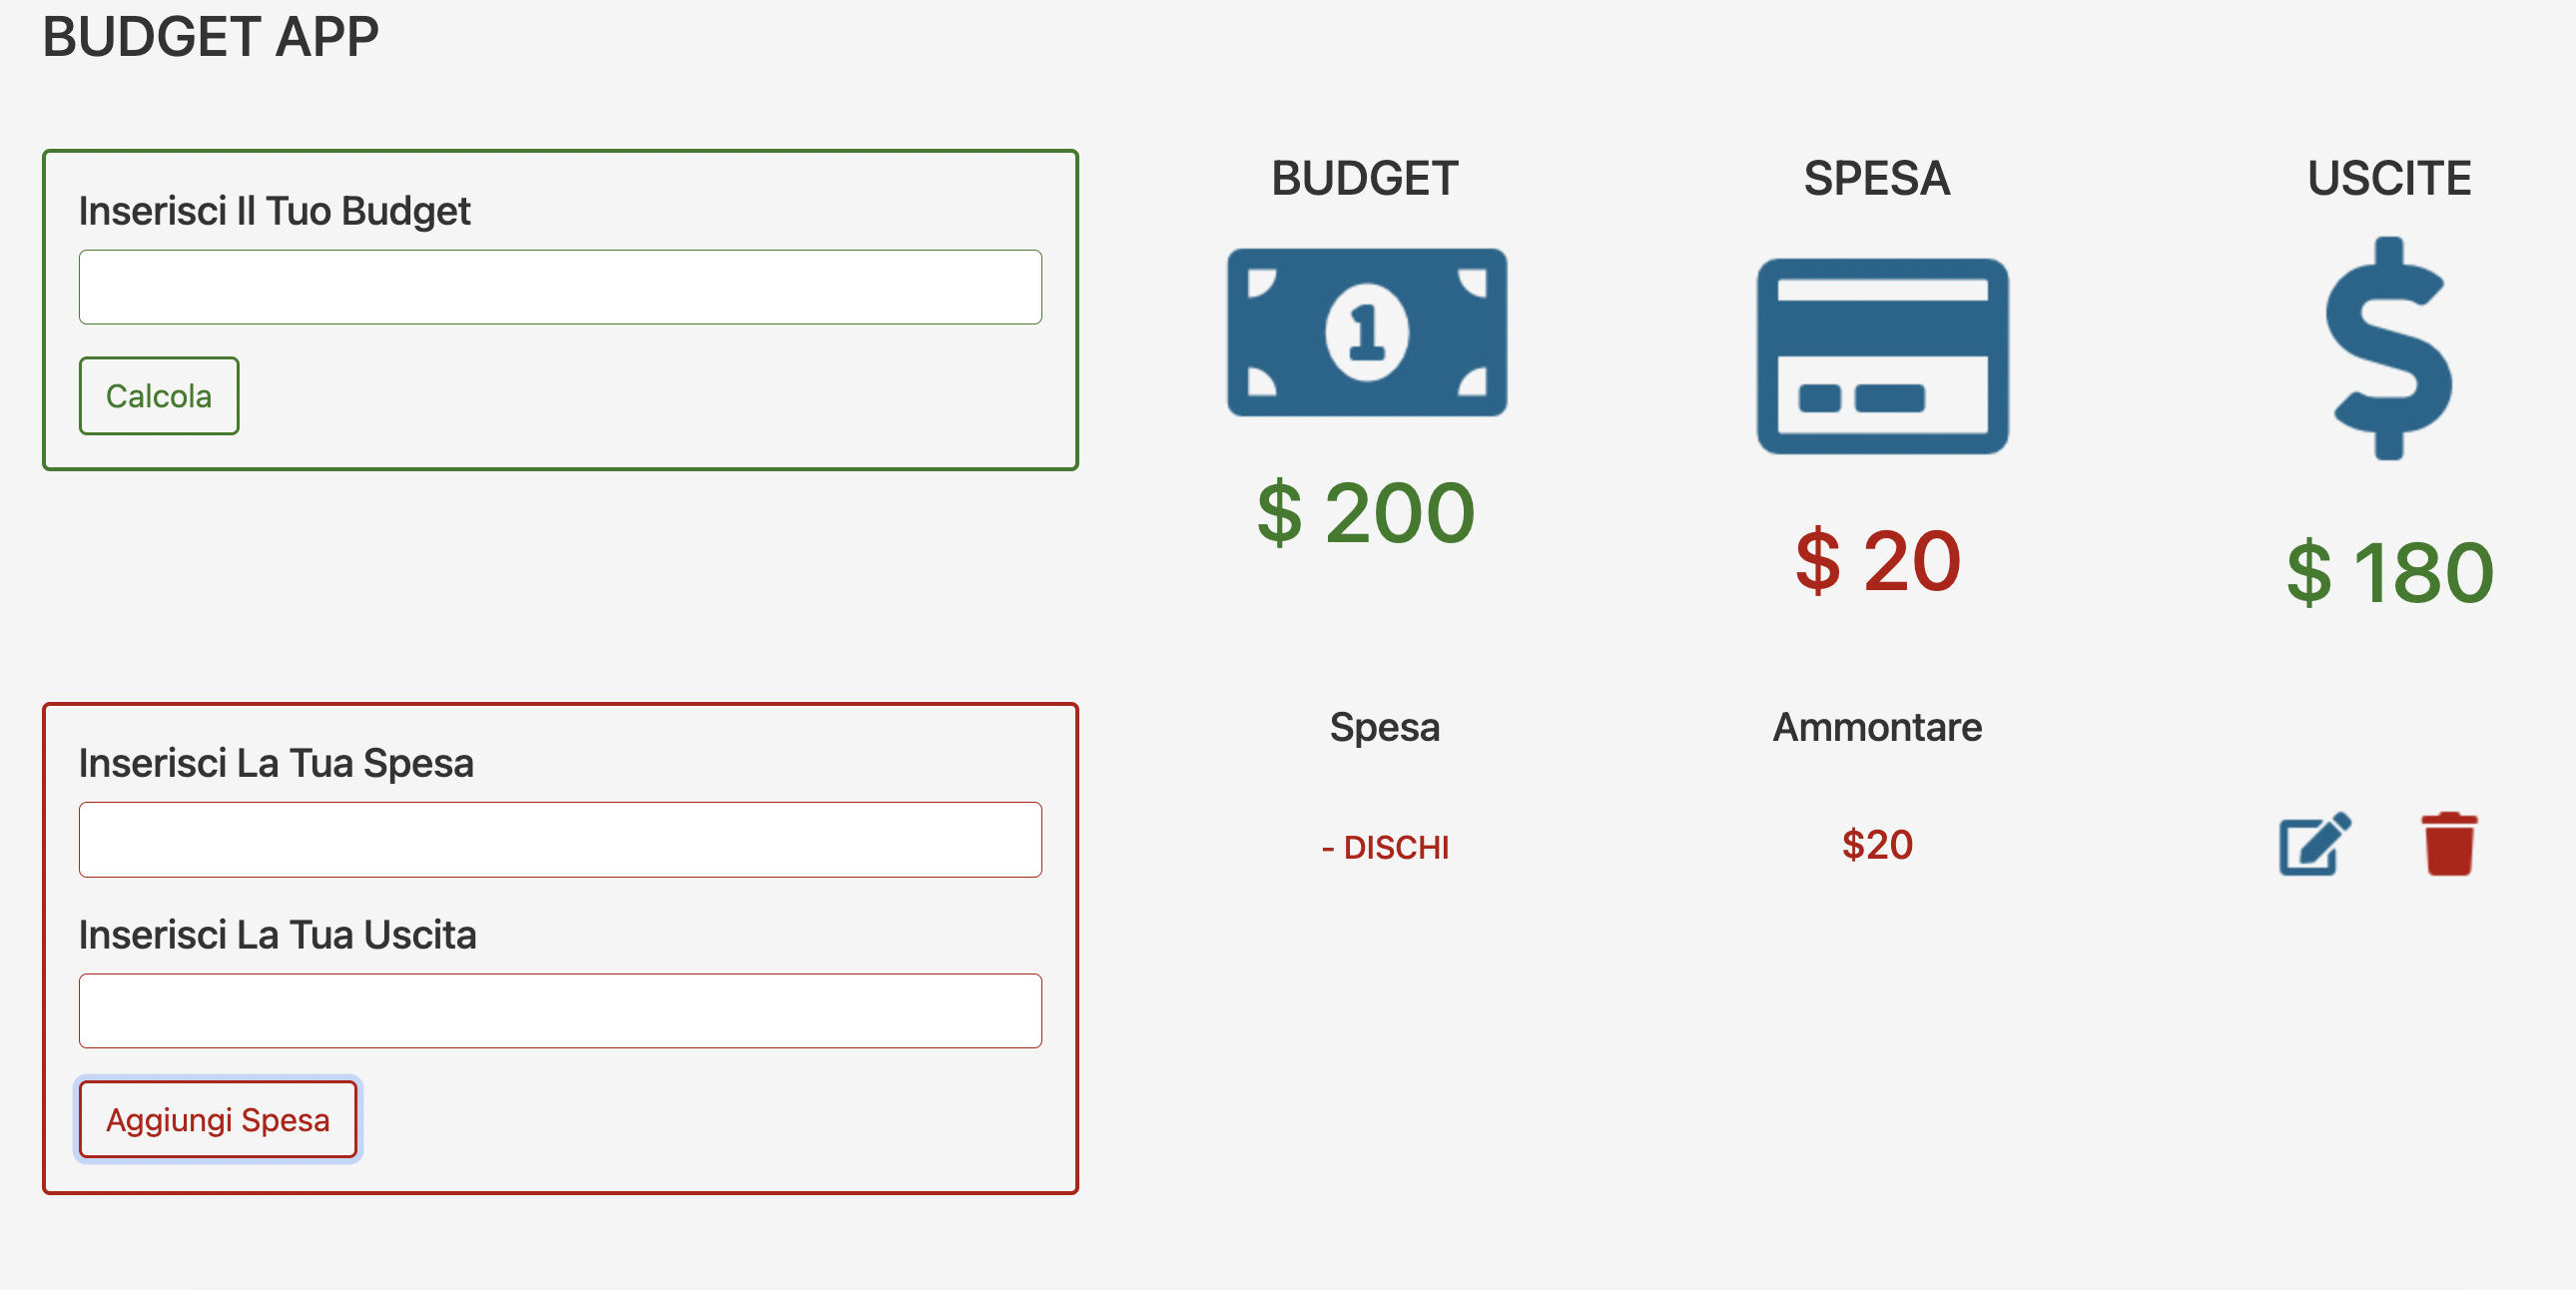 BUDGET APP
Inserisci Il Tuo Budget
Calcola
BUDGET
1
$ 200
SPESA
$ 20
USCITE
$
$ 180
Inserisci La Tua Spesa
Inserisci La Tua Uscita
Aggiungi Spesa
Spesa Ammontare
- DISCHI $20